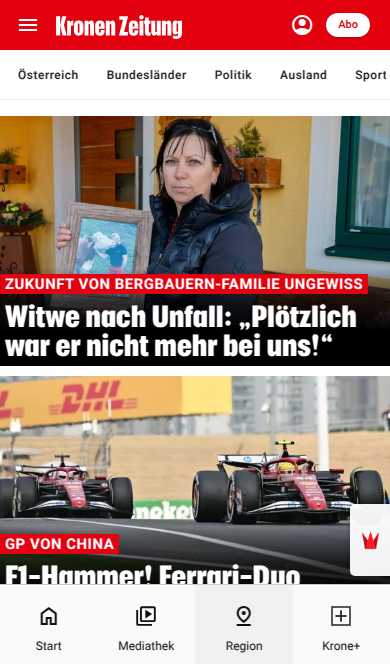 Kronen Zeitung
Abo
Österreich Bundesländer Politik Ausland Sport
ZUKUNFT VON BERGBAUERN-FAMILIE UNGEWISS
Witwe nach Unfall: „Plötzlich
war er nicht mehr bei uns!“
DHL
GP VON CHINA
F1-Hammer! Ferrari-Duo
Start Mediathek Region Krone+